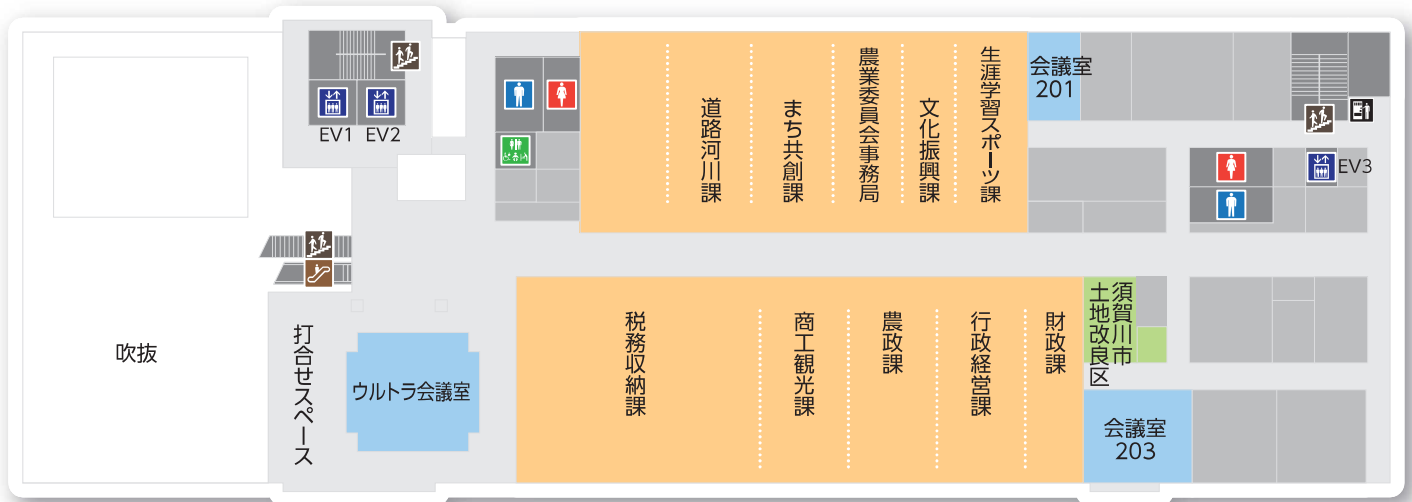 EV1
EV2
道路河川課
まち共創課
農業委員会事務局
文化振興課
生涯学習スポーツ課
会議室
201
EV3
吹抜
打合せスペース
ウルトラ会議室
税務収納課
商工観光課
農政課
行政経営課
財政課
須賀川市
土地改良区
会議室
203